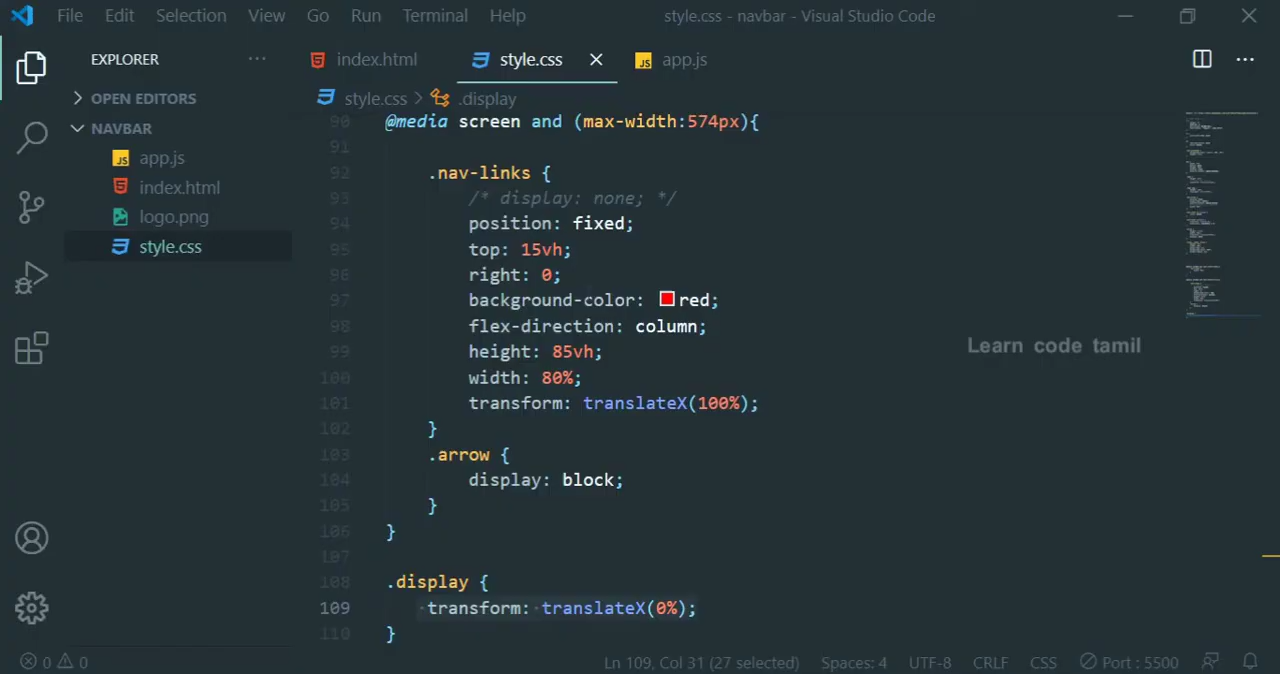 File Edit Selection View Go Run Terminal Help style.css - navbar - Visual Studio Code
EXPLORER ··· index.html style.css app.js
OPEN EDITORS
NAVBAR
JS app.js
index.html
logo.png
style.css
style.css > .display
90 @media screen and (max-width:574px){
91
92 .nav-links {
93 /* display: none; */
94 position: fixed;
95 top: 15vh;
96 right: 0;
97 background-color: red;
98 flex-direction: column;
99 height: 85vh;
100 width: 80%;
101 transform: translateX(100%);
102 }
103 .arrow {
104 display: block;
105 }
106 }
107
108 .display {
109 transform: translateX(0%);
110 }
Learn code tamil
0 0 Ln 109, Col 31 (27 selected) Spaces: 4 UTF-8 CRLF CSS Port : 5500